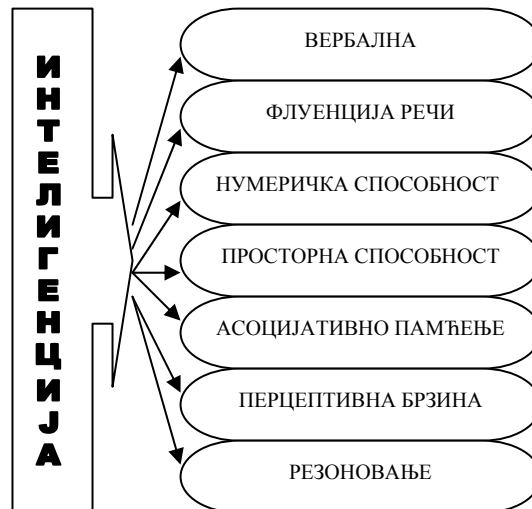 ИНТЕЛИГЕНЦИЈА
ВЕРБАЛНА
ФЛУЕНЦИЈА РЕЧИ
НУМЕРИЧКА СПОСОБНОСТ
ПРОСТОРНА СПОСОБНОСТ
АСОЦИЈАТИВНО ПАМЋЕЊЕ
ПЕРЦЕПТИВНА БРЗИНА
РЕЗОНОВАЊЕ